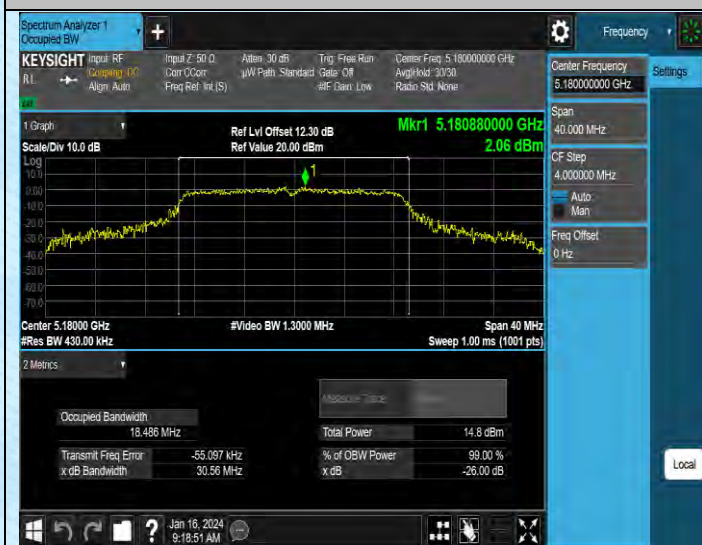 Spectrum Analyzer 1
Occupied BW
Frequency
KEYSIGHT Input: RF
Coupling: DC
Align: Auto
RL
Input Z: 50 Ω
Corr CCorr
Freq Ref: Int (S)
Atten: 30 dB
µW Path: Standard
Trig: Free Run
Gate: Off
#IF Gain: Low
Center Freq: 5.180000000 GHz
Avg|Hold: 30/30
Radio Std: None
Center Frequency
5.180000000 GHz
Settings
Span
40.000 MHz
CF Step
4.000000 MHz
Auto
Man
Freq Offset
0 Hz
1 Graph
Scale/Div 10.0 dB
Ref Lvl Offset 12.30 dB
Ref Value 20.00 dBm
Mkr1 5.180880000 GHz
2.06 dBm
Log
10.0
0.00
-10.0
-20.0
-30.0
-40.0
-50.0
-60.0
-70.0
1
Center 5.18000 GHz
#Video BW 1.3000 MHz
Span 40 MHz
#Res BW 430.00 kHz
Sweep 1.00 ms (1001 pts)
2 Metrics
Measure Trace
Occupied Bandwidth
18.486 MHz
Total Power 14.8 dBm
Transmit Freq Error -55.097 kHz
% of OBW Power 99.00 %
x dB Bandwidth 30.56 MHz
x dB -26.00 dB
Local
?
Jan 16, 2024
9:18:51 AM